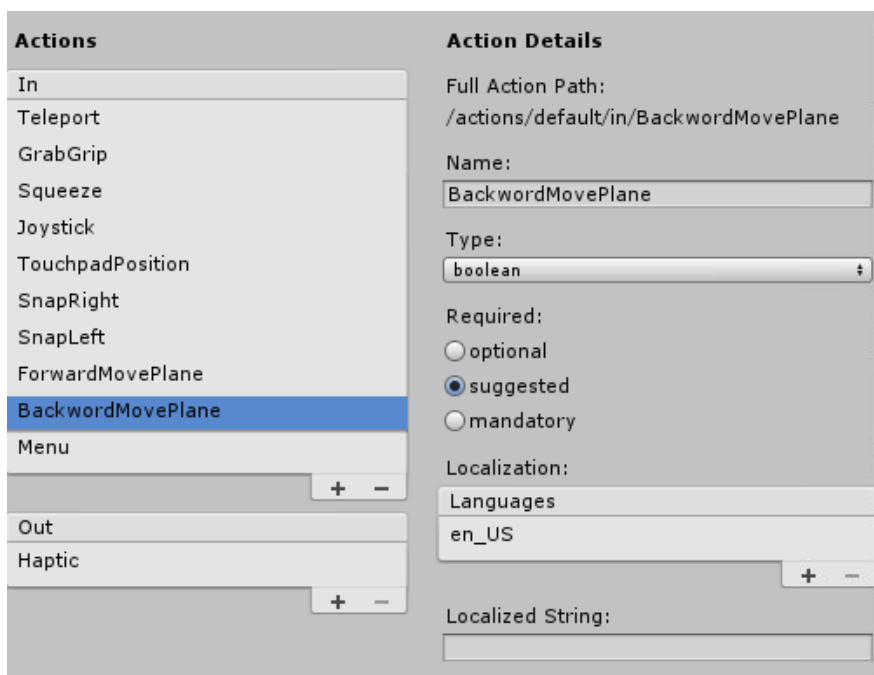 Actions
In
Teleport
GrabGrip
Squeeze
Joystick
TouchpadPosition
SnapRight
SnapLeft
ForwardMovePlane
BackwordMovePlane
Menu
+ −
Out
Haptic
+ −
Action Details
Full Action Path:
/actions/default/in/BackwordMovePlane
Name:
BackwordMovePlane
Type:
boolean
Required:
optional
suggested
mandatory
Localization:
Languages
en_US
+ −
Localized String: